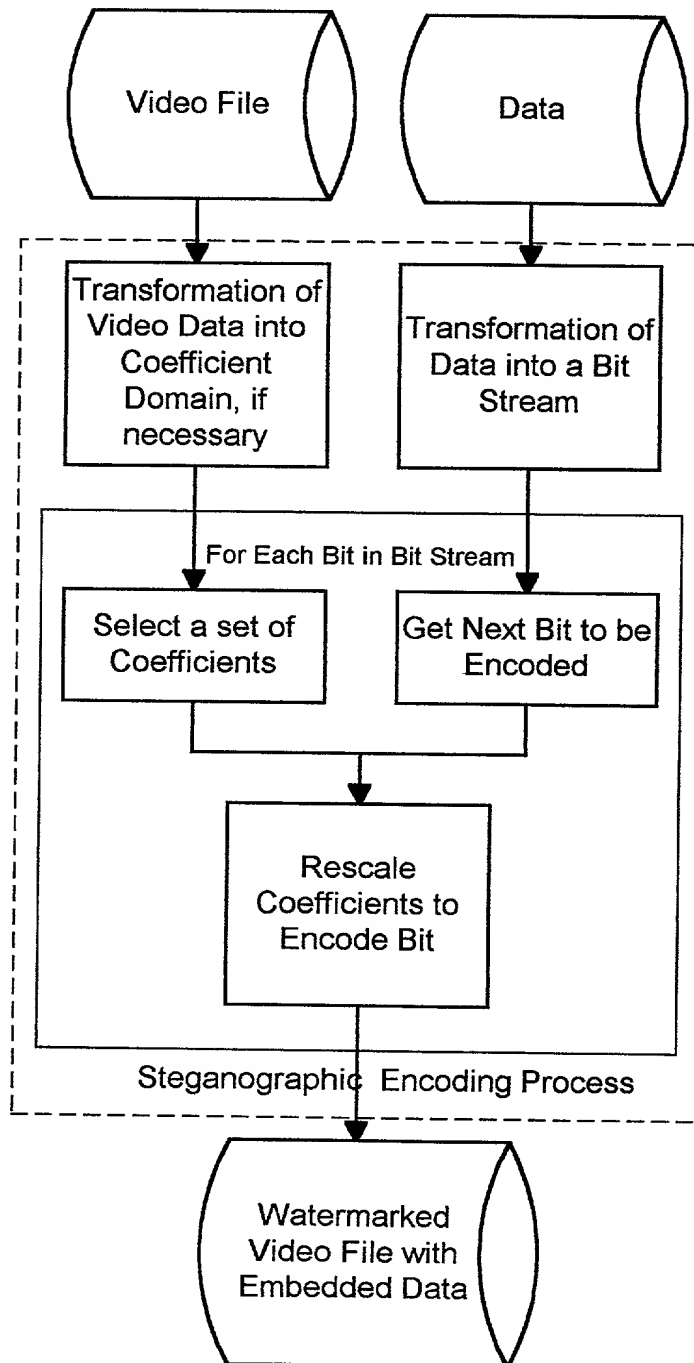 Video File
Data
Transformation of
Video Data into
Coefficient
Domain, if
necessary
Transformation of
Data into a Bit
Stream
For Each Bit in Bit Stream
Select a set of
Coefficients
Get Next Bit to be
Encoded
Rescale
Coefficients to
Encode Bit
Steganographic Encoding Process
Watermarked
Video File with
Embedded Data